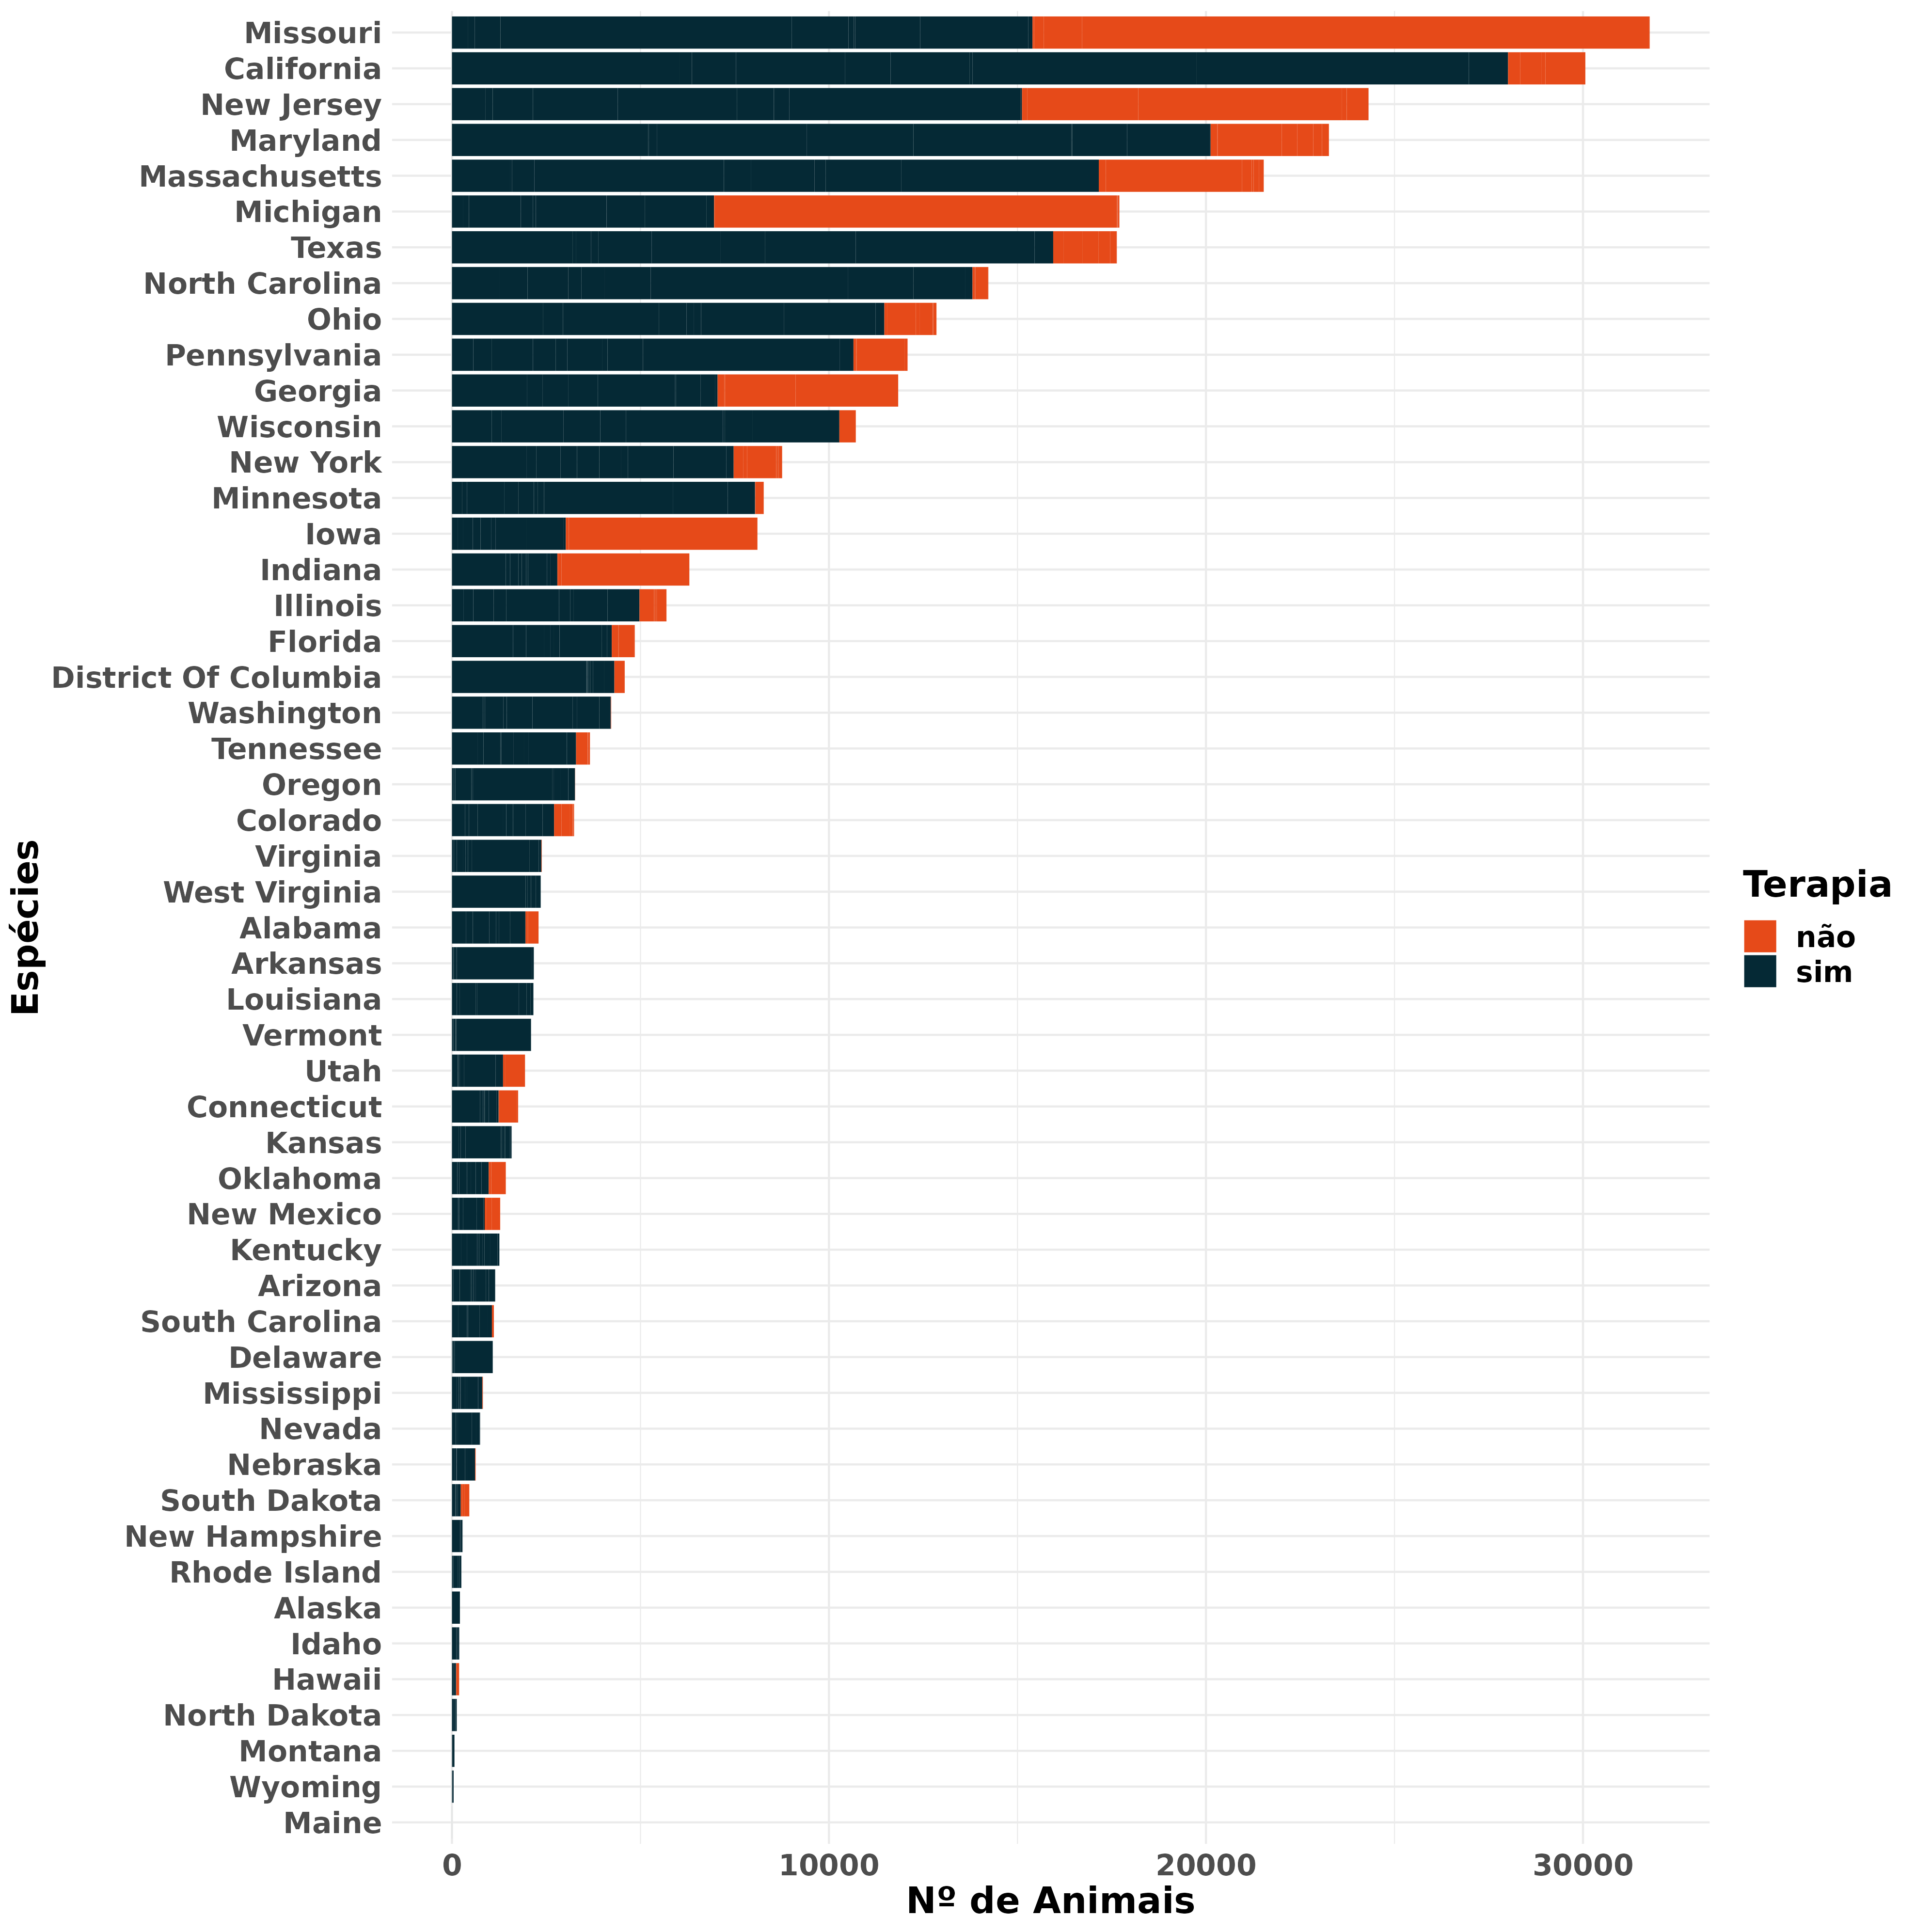 Missouri
California
New Jersey
Maryland
Massachusetts
Michigan
Texas
North Carolina
Ohio
Pennsylvania
Georgia
Wisconsin
New York
Minnesota
Iowa
Indiana
Illinois
Florida
District Of Columbia
Washington
Tennessee
Oregon
Colorado
Virginia
West Virginia
Alabama
Arkansas
Louisiana
Vermont
Utah
Connecticut
Kansas
Oklahoma
New Mexico
Kentucky
Arizona
South Carolina
Delaware
Mississippi
Nevada
Nebraska
South Dakota
New Hampshire
Rhode Island
Alaska
Idaho
Hawaii
North Dakota
Montana
Wyoming
Maine
0 10000 20000 30000
Nº de Animais
Espécies
Terapia
não
sim